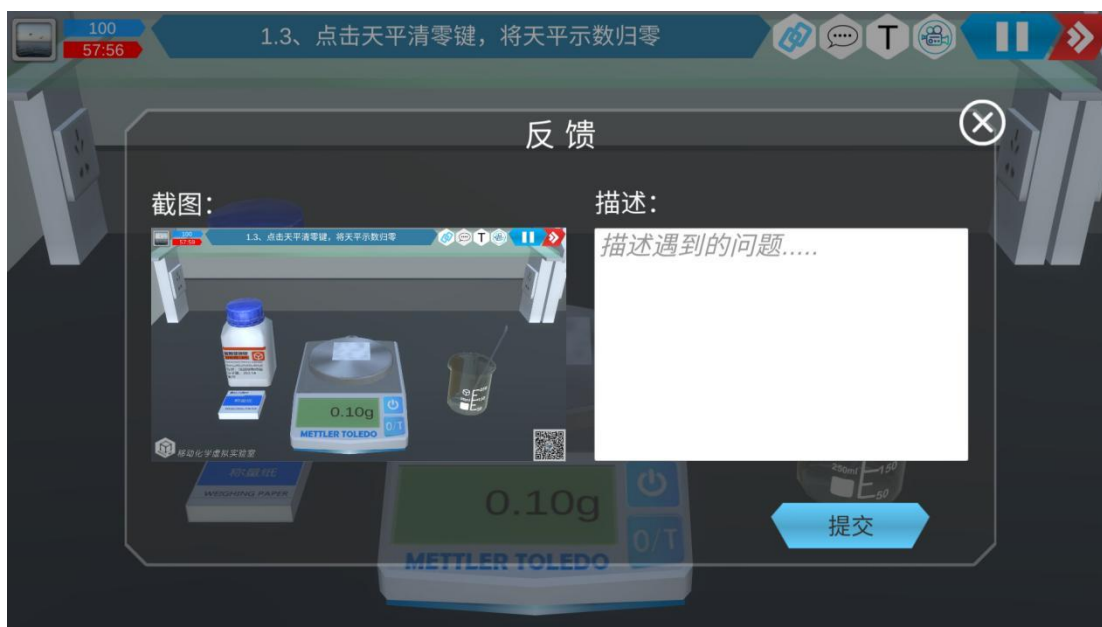 100
57:56
1.3、点击天平清零键，将天平示数归零
T
反馈
截图：
描述：
100
1.3、点击天平清零键，将天平示数归零
T
描述遇到的问题.....
0.10g
METTLER TOLEDO
0/T
移动化学虚拟实验室
称量纸
WEIGHING PAPER
0.10g
0/T
METTLER TOLEDO
250ml
150
50
提交